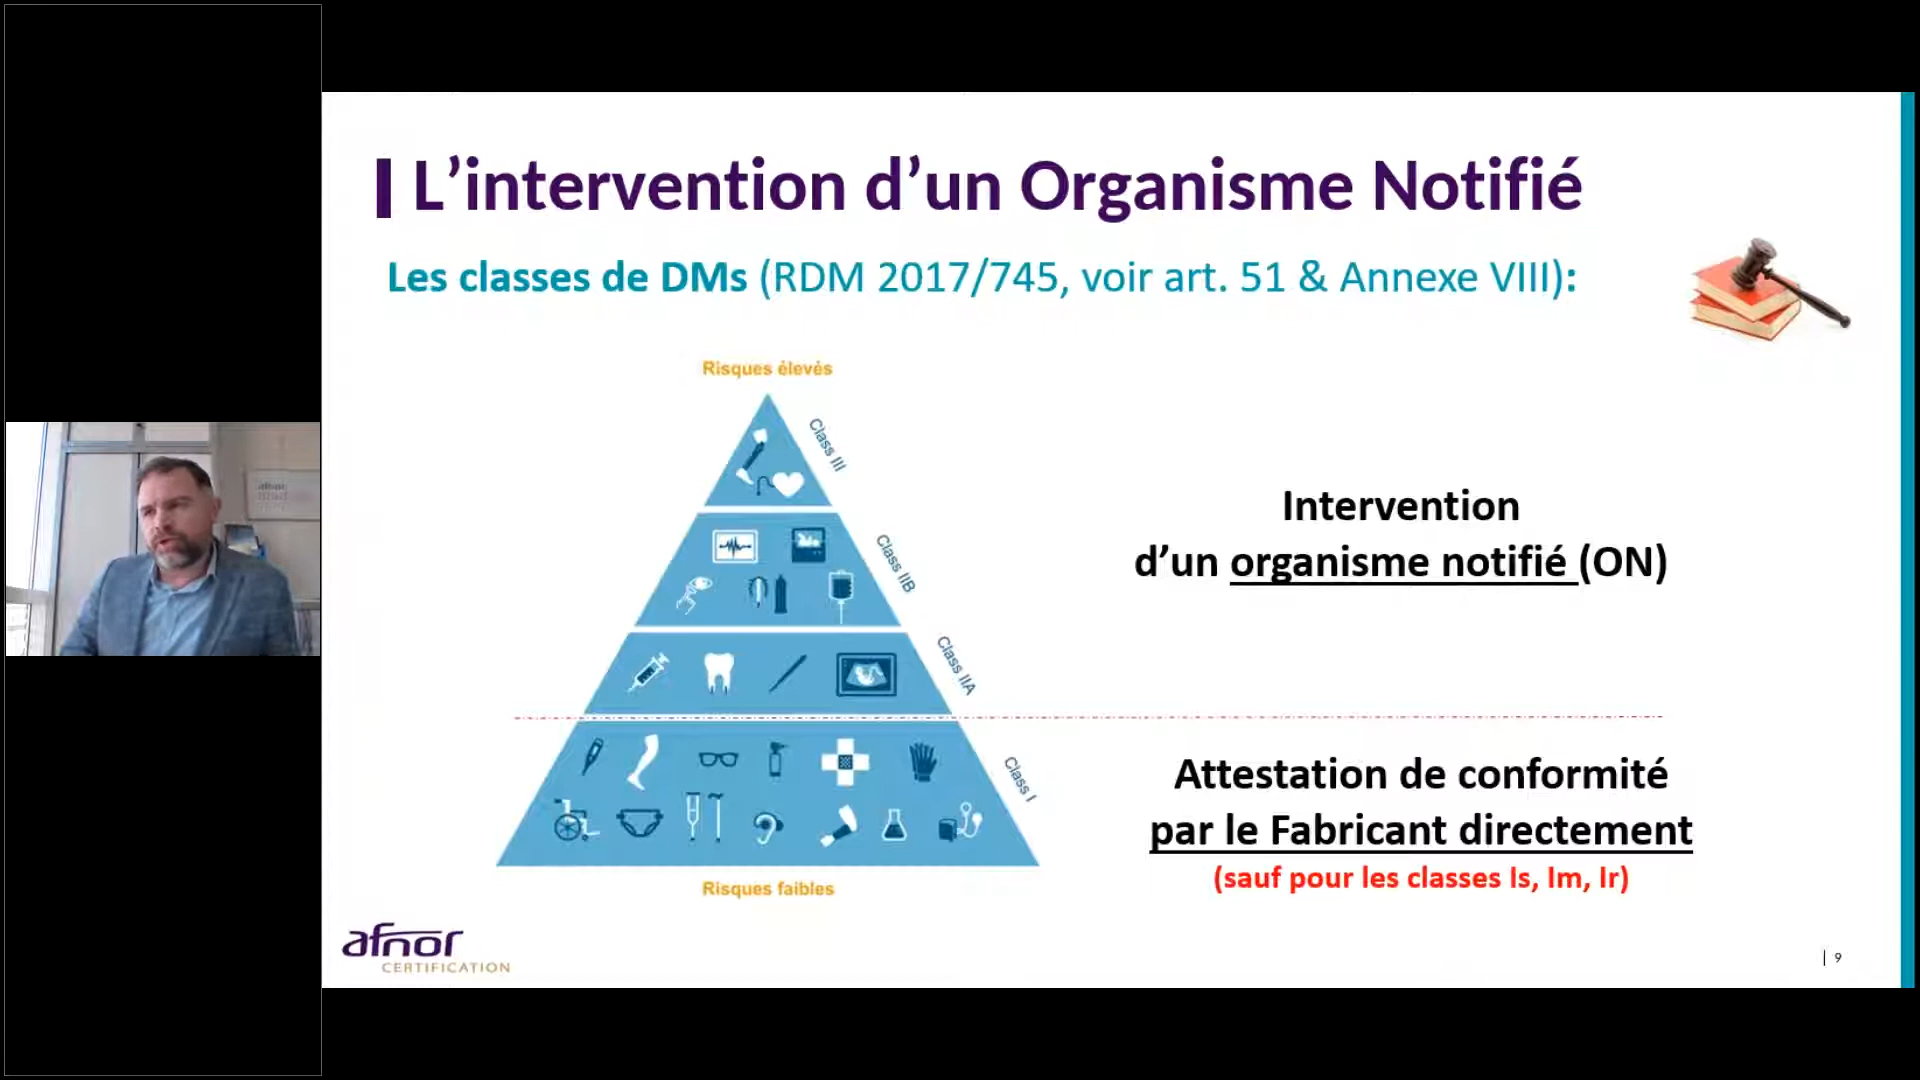 L'intervention d'un Organisme Notifié
Les classes de DMs (RDM 2017/745, voir art. 51 & Annexe VIII):
Risques élevés
Class III
Class IIB
Class IIA
Class I
Risques faibles
Intervention
d'un organisme notifié (ON)
Attestation de conformité
par le Fabricant directement
(sauf pour les classes Is, Im, Ir)
afnor
afnor
CERTIFICATION
| 9